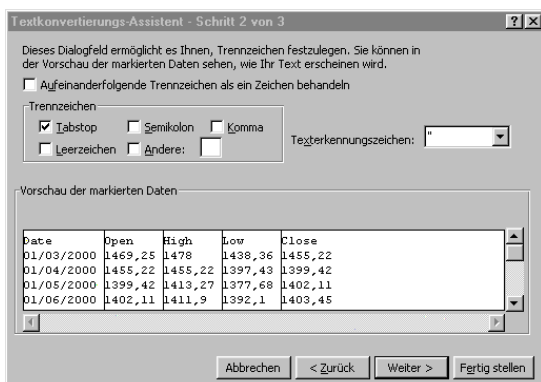 Textkonvertierungs-Assistent - Schritt 2 von 3
Dieses Dialogfeld ermöglicht es Ihnen, Trennzeichen festzulegen. Sie können in
der Vorschau der markierten Daten sehen, wie Ihr Text erscheinen wird.
Aufeinanderfolgende Trennzeichen als ein Zeichen behandeln
Trennzeichen
Tabstop Semikolon Komma
Leerzeichen Andere:
Texterkennungszeichen: "
Vorschau der markierten Daten
Date Open High Low Close
01/03/2000 1469,25 1478 1438,36 1455,22
01/04/2000 1455,22 1455,22 1397,43 1399,42
01/05/2000 1399,42 1413,27 1377,68 1402,11
01/06/2000 1402,11 1411,9 1392,1 1403,45
Abbrechen < Zurück Weiter > Fertig stellen